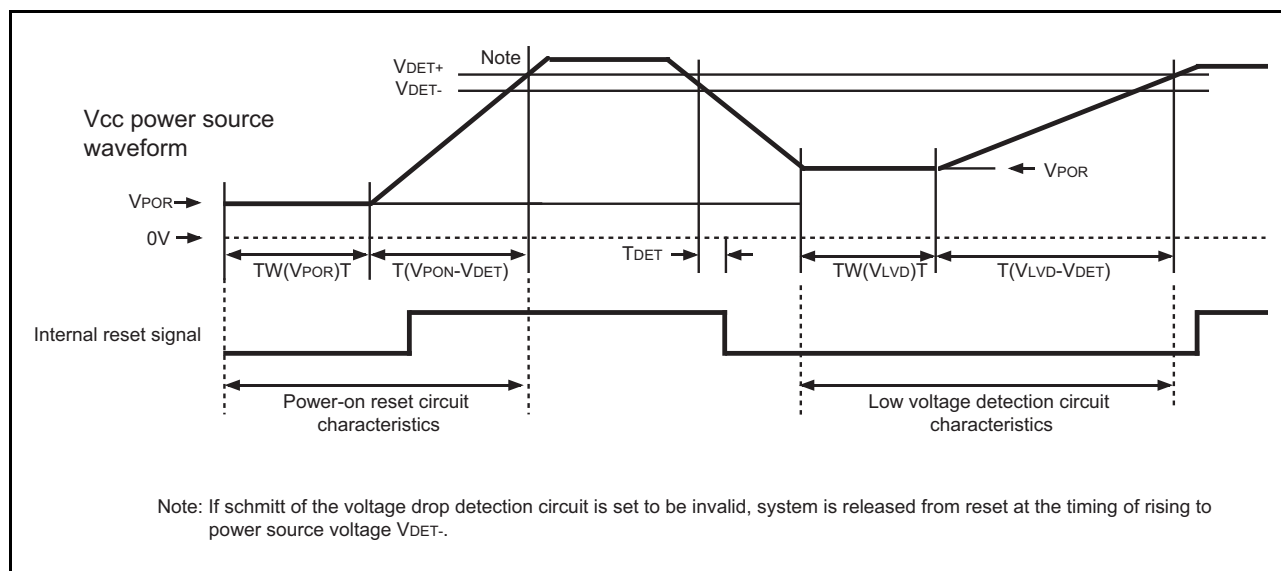 Note
VDET+
VDET-
Vcc power source
waveform
VPOR
VPOR
0V
TDET
TW(VPOR)T
T(VPON-VDET)
TW(VLVD)T
T(VLVD-VDET)
Internal reset signal
Power-on reset circuit
characteristics
Low voltage detection circuit
characteristics
Note: If schmitt of the voltage drop detection circuit is set to be invalid, system is released from reset at the timing of rising to
power source voltage VDET-.